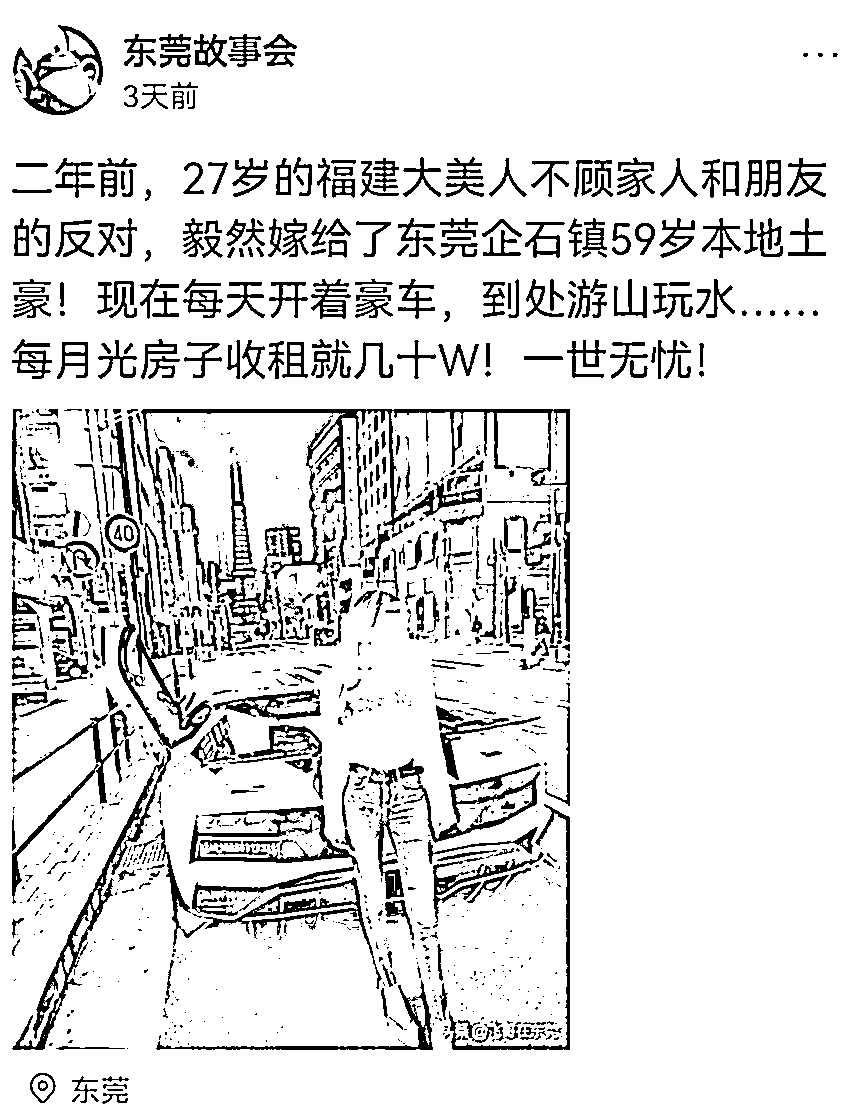 东莞故事会
3天前
...
二年前，27岁的福建大美人不顾家人和朋友
的反对，毅然嫁给了东莞企石镇59岁本地土
豪！现在每天开着豪车，到处游山玩水……
每月光房子收租就几十W！一世无忧！
40
东莞